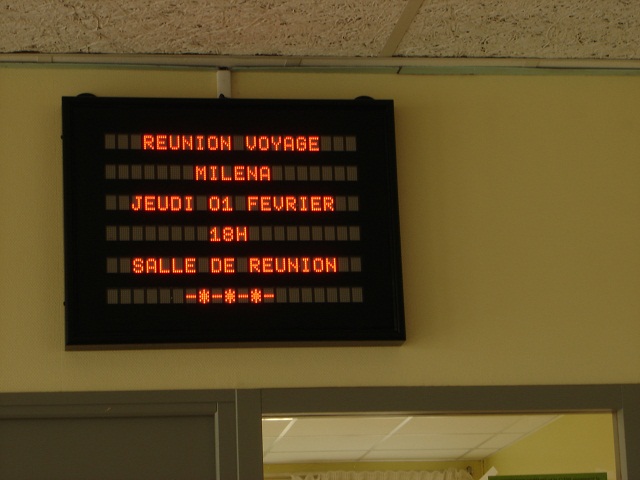 REUNION VOYAGE
MILENA
JEUDI 01 FEVRIER
18H
SALLE DE REUNION
-*-*-*-